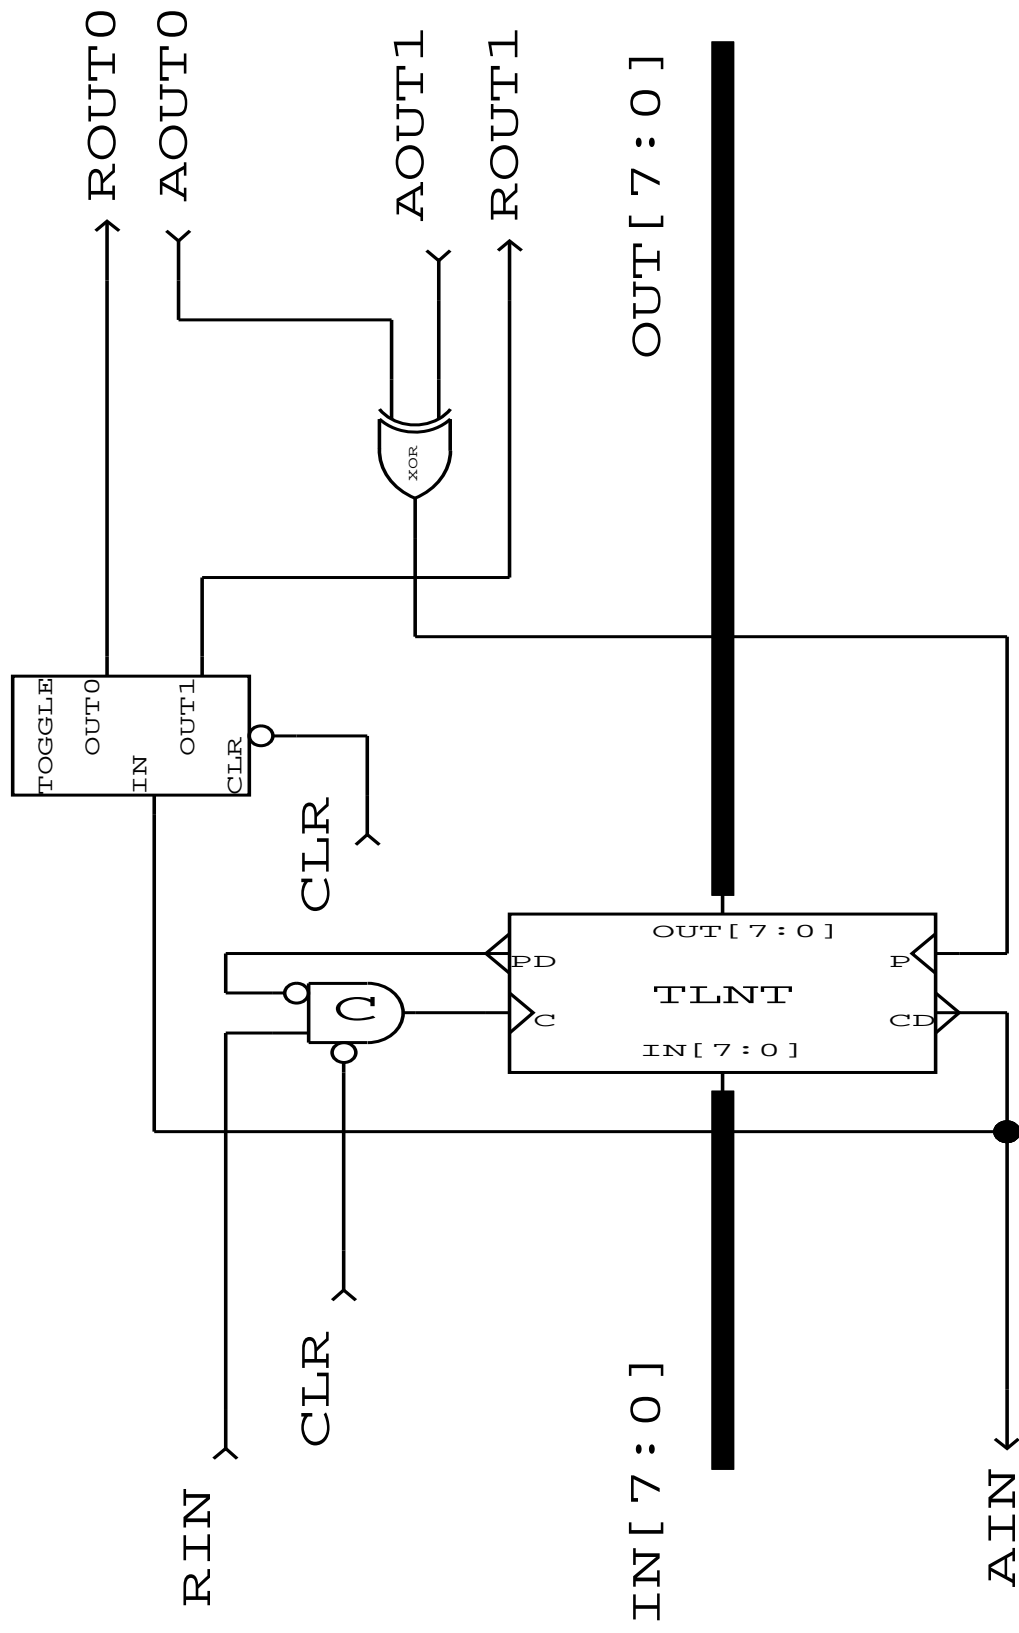 ROUT0
AOUT0
AOUT1
ROUT1
OUT[7:0]
XOR
TOGGLE
OUT0
IN
OUT1
CLR
CLR
PD
C
OUT[7:0]
TLNT
IN[7:0]
P
CD
C
CLR
RIN
IN[7:0]
AIN